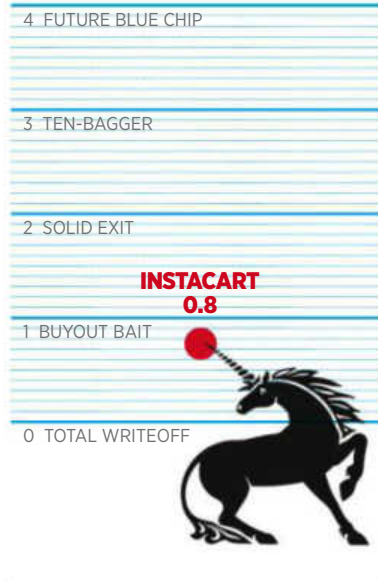 4 FUTURE BLUE CHIP
3 TEN-BAGGER
2 SOLID EXIT
INSTACART
0.8
1 BUYOUT BAIT
0 TOTAL WRITEOFF